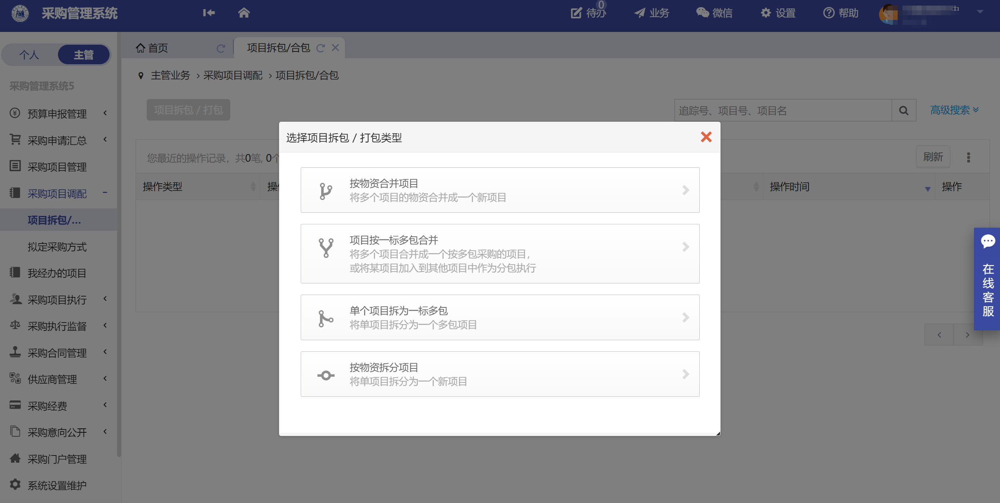 采购管理系统
待办
0
业务
微信
设置
帮助
中
个人
主管
采购管理系统5
预算申报管理
采购申请汇总
采购项目管理
采购项目调配
项目拆包/...
拟定采购方式
我经办的项目
采购项目执行
采购执行监督
采购合同管理
供应商管理
采购经费
采购意向公开
采购门户管理
系统设置维护
首页
项目拆包/合包
主管业务 › 采购项目调配 › 项目拆包/合包
项目拆包 / 打包
追踪号、项目号、项目名
高级搜索
您最近的操作记录，共0笔, 0个
刷新
操作类型
操作时间
操作
选择项目拆包 / 打包类型
按物资合并项目
将多个项目的物资合并成一个新项目
项目按一标多包合并
将多个项目合并成一个按多包采购的项目，
或将某项目加入到其他项目中作为分包执行
单个项目拆为一标多包
将单项目拆分为一个多包项目
按物资拆分项目
将单项目拆分为一个新项目
在线客服